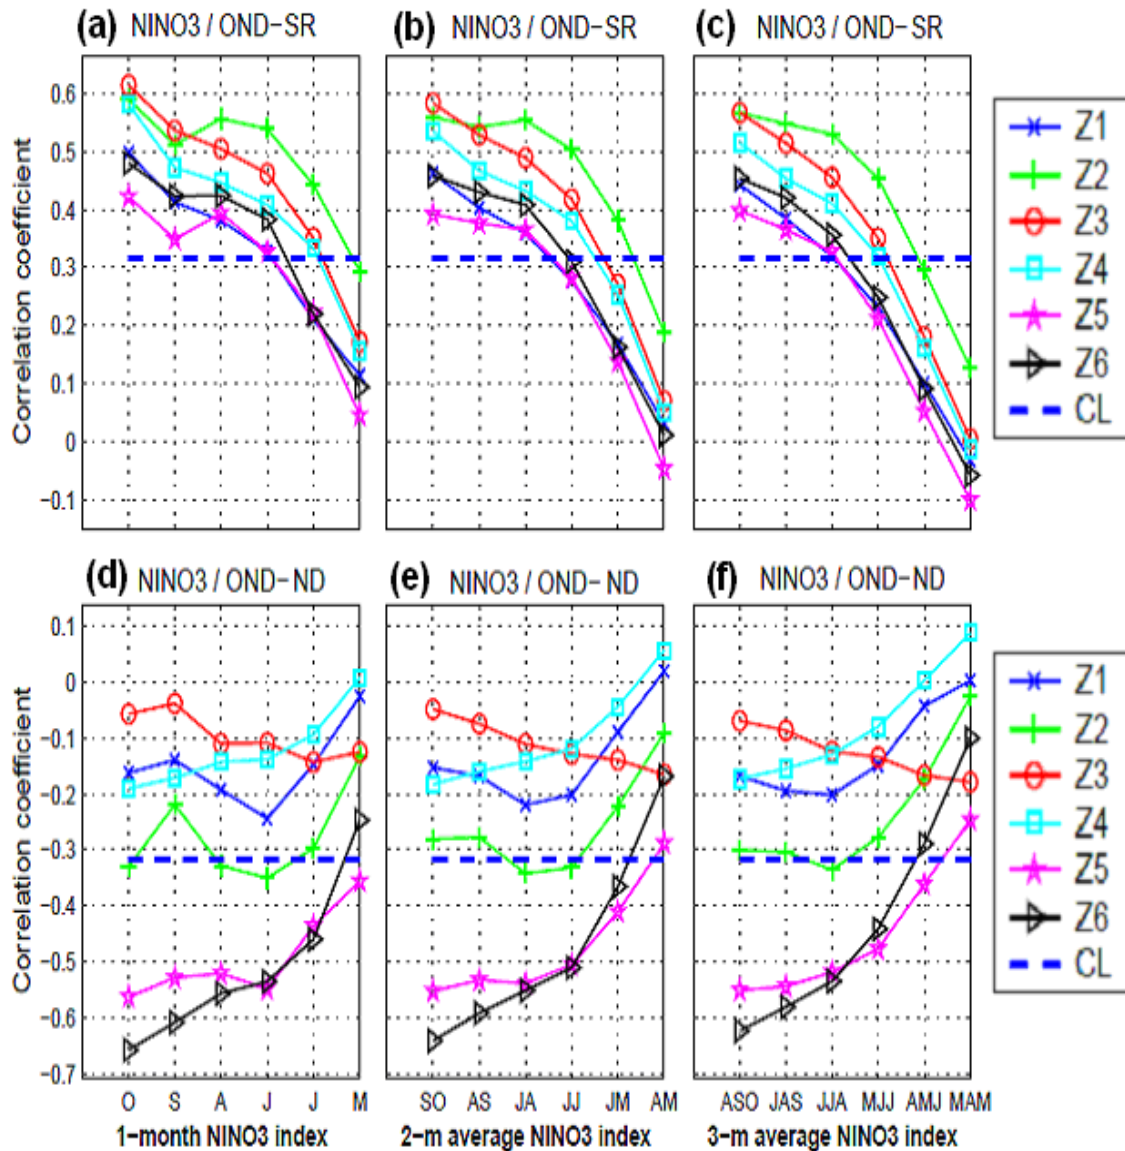 (a) NINO3 / OND-SR
(b) NINO3 / OND-SR
(c) NINO3 / OND-SR
Correlation coefficient
0.6
0.5
0.4
0.3
0.2
0.1
0
-0.1
Z1
Z2
Z3
Z4
Z5
Z6
CL
(d) NINO3 / OND-ND
(e) NINO3 / OND-ND
(f) NINO3 / OND-ND
Correlation coefficient
0.1
0
-0.1
-0.2
-0.3
-0.4
-0.5
-0.6
-0.7
O S A J J M
SO AS JA JJ JM AM
ASO JAS JJA MJJ AMJ MAM
1-month NINO3 index
2-m average NINO3 index
3-m average NINO3 index
Z1
Z2
Z3
Z4
Z5
Z6
CL